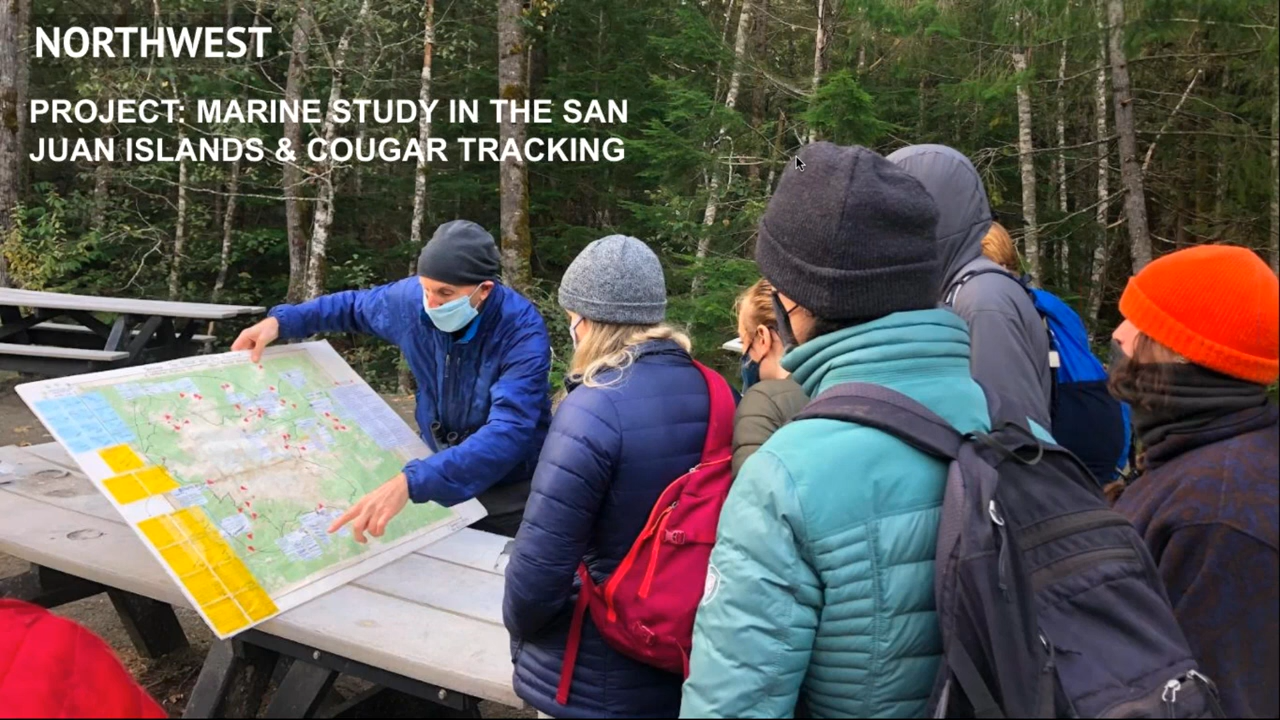 NORTHWEST
PROJECT: MARINE STUDY IN THE SAN
JUAN ISLANDS & COUGAR TRACKING